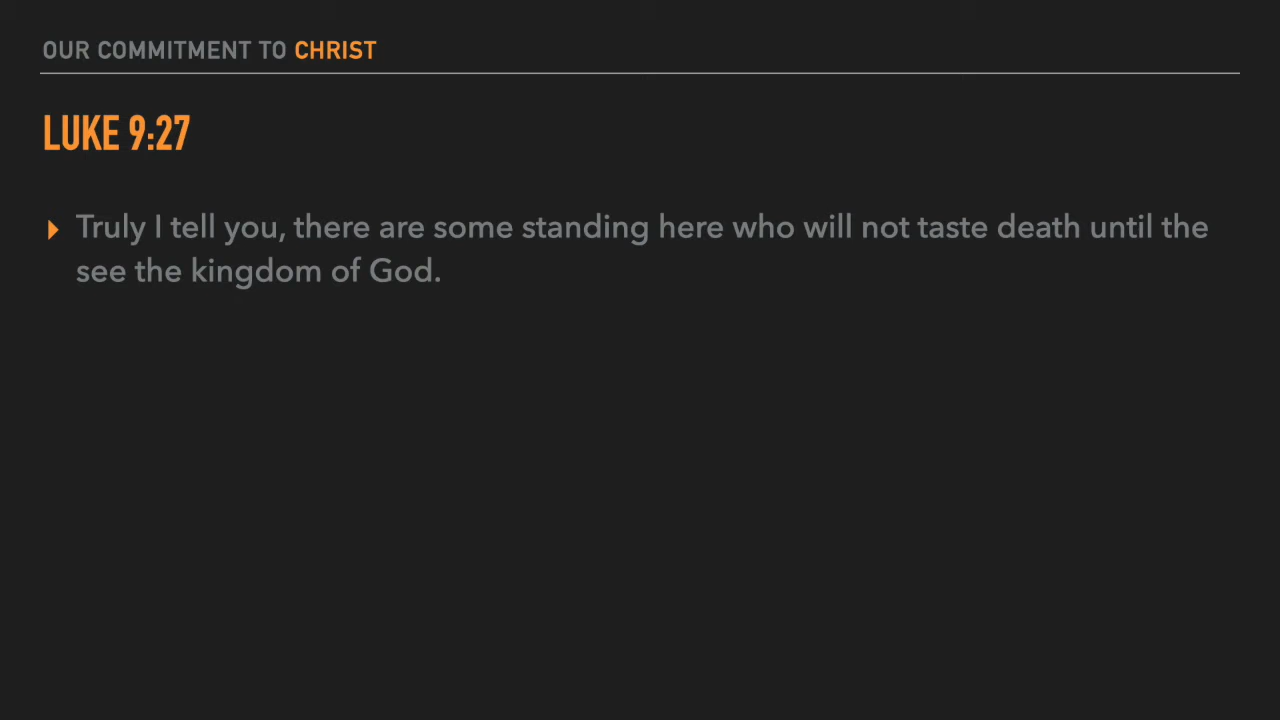 OUR COMMITMENT TO CHRIST
LUKE 9:27
Truly I tell you, there are some standing here who will not taste death until the
see the kingdom of God.